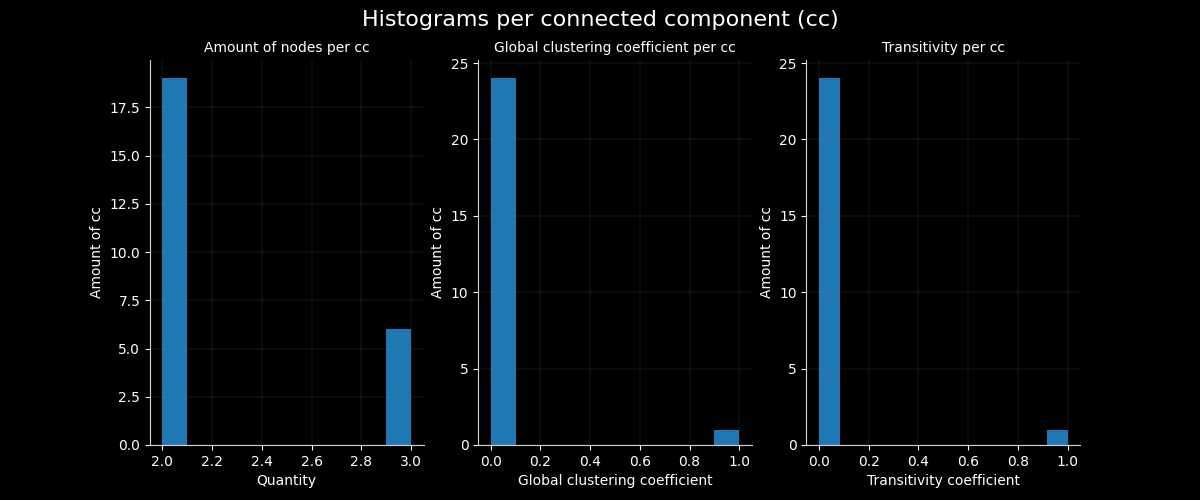 Histograms per connected component (cc)
Amount of nodes per cc
Global clustering coefficient per cc
Transitivity per cc
Amount of cc
17.5
15.0
12.5
10.0
7.5
5.0
2.5
0.0
2.0 2.2 2.4 2.6 2.8 3.0
Quantity
Amount of cc
25
20
15
10
5
0
0.0 0.2 0.4 0.6 0.8 1.0
Global clustering coefficient
Amount of cc
25
20
15
10
5
0
0.0 0.2 0.4 0.6 0.8 1.0
Transitivity coefficient